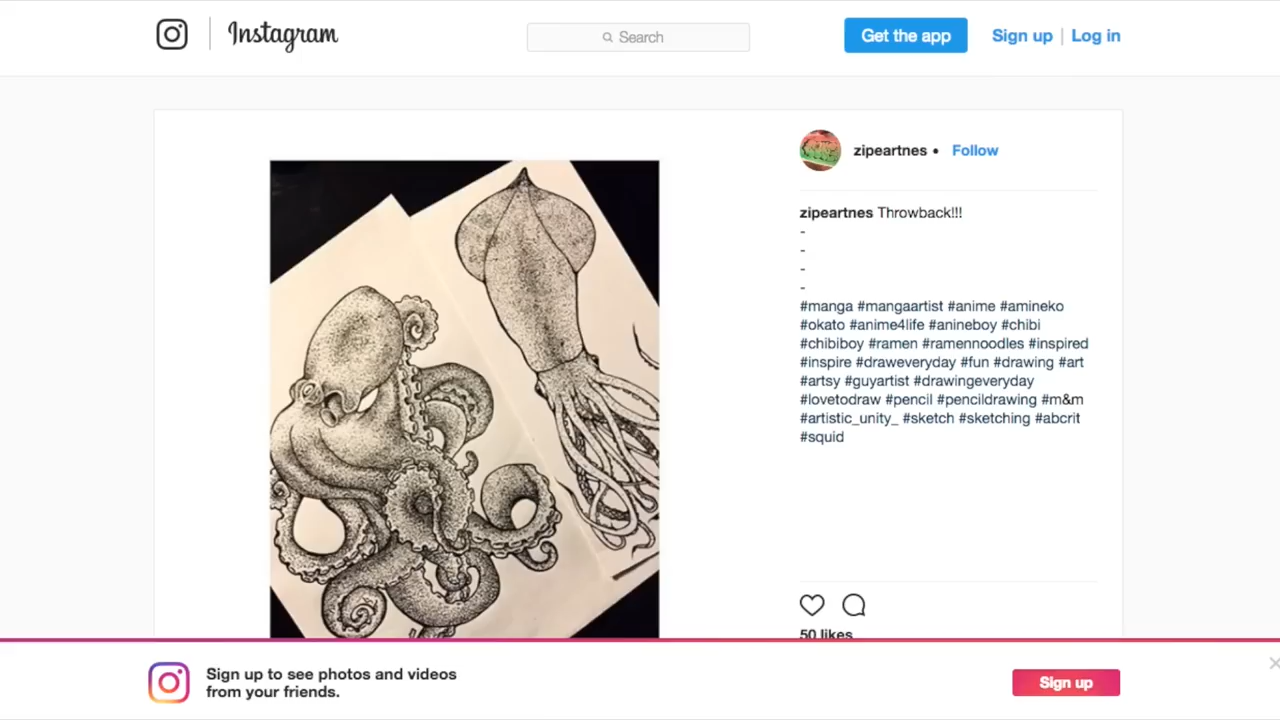 Instagram
Search
Get the app
Sign up | Log in
zipeartnes • Follow
zipeartnes Throwback!!!
-
-
-
-
#manga #mangaartist #anime #amineko
#okato #anime4life #anineboy #chibi
#chibiboy #ramen #ramennoodles #inspired
#inspire #draweveryday #fun #drawing #art
#artsy #guyartist #drawingeveryday
#lovetodraw #pencil #pencildrawing #m&m
#artistic_unity_ #sketch #sketching #abcrit
#squid
50 likes
Sign up to see photos and videos
from your friends.
Sign up